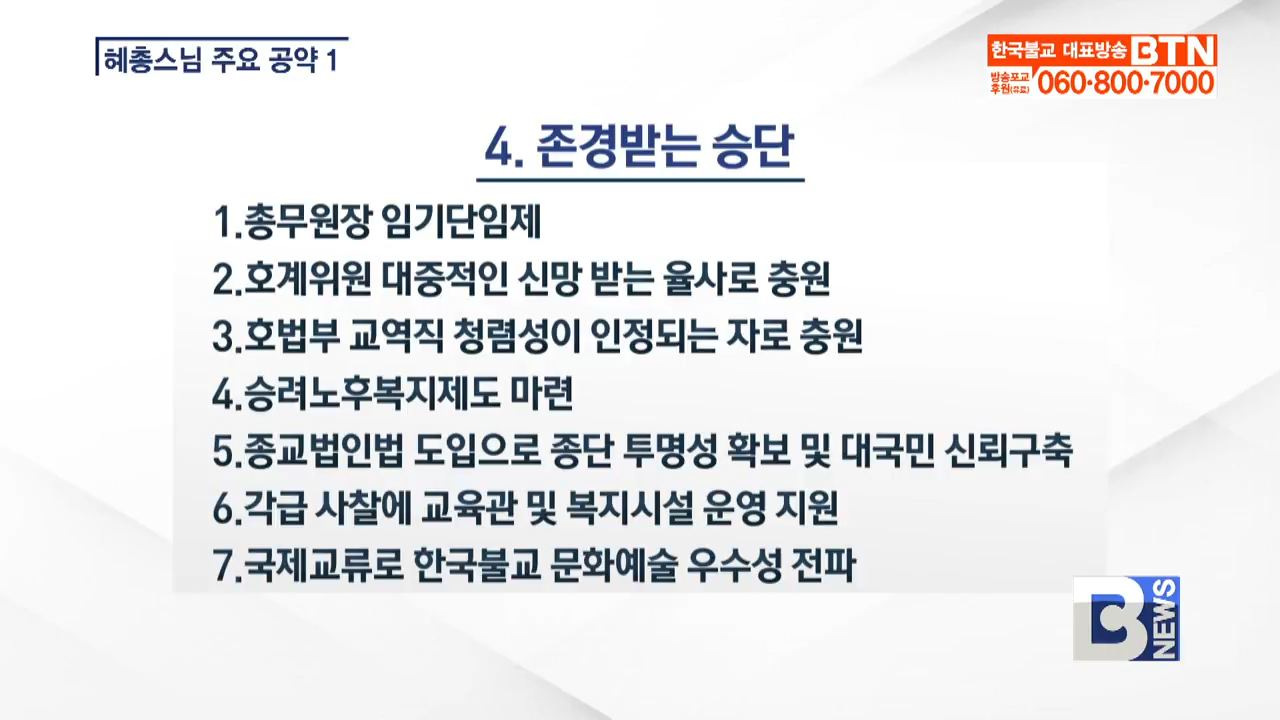 혜총스님 주요 공약 1
한국불교 대표방송 BTN
방송포교 후원(유료) 060·800·7000
4. 존경받는 승단
1.총무원장 임기단임제
2.호계위원 대중적인 신망 받는 율사로 충원
3.호법부 교역직 청렴성이 인정되는 자로 충원
4.승려노후복지제도 마련
5.종교법인법 도입으로 종단 투명성 확보 및 대국민 신뢰구축
6.각급 사찰에 교육관 및 복지시설 운영 지원
7.국제교류로 한국불교 문화예술 우수성 전파
B NEWS